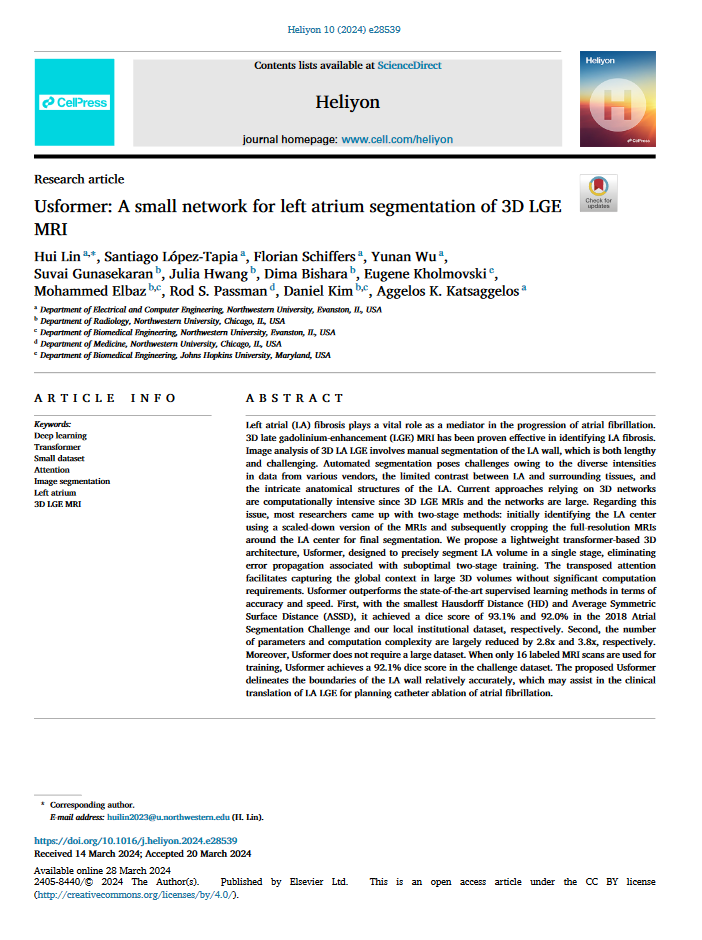 Heliyon 10 (2024) e28539
CellPress
Contents lists available at ScienceDirect
Heliyon
journal homepage: www.cell.com/heliyon
Heliyon
H
CellPress
Research article
Check for
updates
Usformer: A small network for left atrium segmentation of 3D LGE
MRI
Hui Lin a,*, Santiago López-Tapia a, Florian Schiffers a, Yunan Wu a,
Suvai Gunasekaran b, Julia Hwang b, Dima Bishara b, Eugene Kholmovski e,
Mohammed Elbaz b,c, Rod S. Passman d, Daniel Kim b,c, Aggelos K. Katsaggelos a
a Department of Electrical and Computer Engineering, Northwestern University, Evanston, IL, USA
b Department of Radiology, Northwestern University, Chicago, IL, USA
c Department of Biomedical Engineering, Northwestern University, Evanston, IL, USA
d Department of Medicine, Northwestern University, Chicago, IL, USA
e Department of Biomedical Engineering, Johns Hopkins University, Maryland, USA
ARTICLE INFO
Keywords:
Deep learning
Transformer
Small dataset
Attention
Image segmentation
Left atrium
3D LGE MRI
ABSTRACT
Left atrial (LA) fibrosis plays a vital role as a mediator in the progression of atrial fibrillation.
3D late gadolinium-enhancement (LGE) MRI has been proven effective in identifying LA fibrosis.
Image analysis of 3D LA LGE involves manual segmentation of the LA wall, which is both lengthy
and challenging. Automated segmentation poses challenges owing to the diverse intensities
in data from various vendors, the limited contrast between LA and surrounding tissues, and
the intricate anatomical structures of the LA. Current approaches relying on 3D networks
are computationally intensive since 3D LGE MRIs and the networks are large. Regarding this
issue, most researchers came up with two-stage methods: initially identifying the LA center
using a scaled-down version of the MRIs and subsequently cropping the full-resolution MRIs
around the LA center for final segmentation. We propose a lightweight transformer-based 3D
architecture, Usformer, designed to precisely segment LA volume in a single stage, eliminating
error propagation associated with suboptimal two-stage training. The transposed attention
facilitates capturing the global context in large 3D volumes without significant computation
requirements. Usformer outperforms the state-of-the-art supervised learning methods in terms of
accuracy and speed. First, with the smallest Hausdorff Distance (HD) and Average Symmetric
Surface Distance (ASSD), it achieved a dice score of 93.1% and 92.0% in the 2018 Atrial
Segmentation Challenge and our local institutional dataset, respectively. Second, the number
of parameters and computation complexity are largely reduced by 2.8x and 3.8x, respectively.
Moreover, Usformer does not require a large dataset. When only 16 labeled MRI scans are used for
training, Usformer achieves a 92.1% dice score in the challenge dataset. The proposed Usformer
delineates the boundaries of the LA wall relatively accurately, which may assist in the clinical
translation of LA LGE for planning catheter ablation of atrial fibrillation.
* Corresponding author.
E-mail address: huilin2023@u.northwestern.edu (H. Lin).
https://doi.org/10.1016/j.heliyon.2024.e28539
Received 14 March 2024; Accepted 20 March 2024
Available online 28 March 2024
2405-8440/© 2024 The Author(s). Published by Elsevier Ltd. This is an open access article under the CC BY license
(http://creativecommons.org/licenses/by/4.0/).